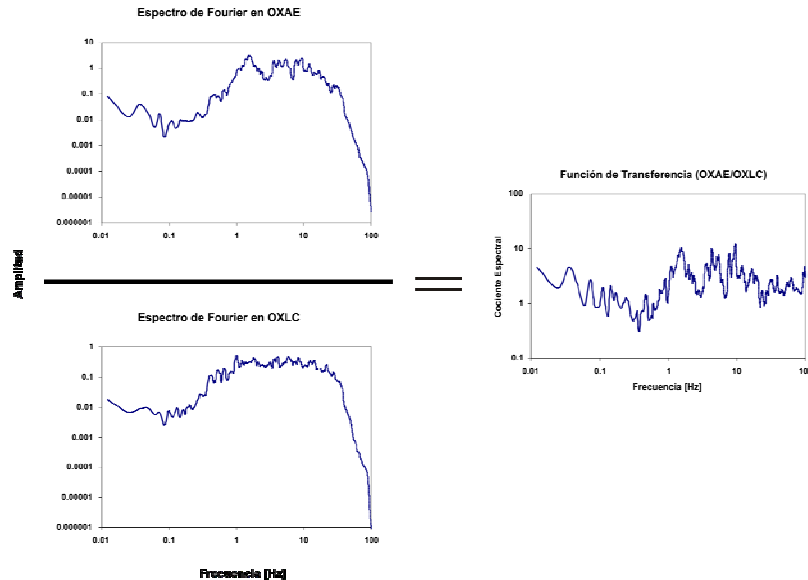 Espectro de Fourier en OXAE
10
1
0.1
0.01
0.001
0.0001
0.00001
0.000001
0.01 0.1 1 10 100
Amplitud
Espectro de Fourier en OXLC
1
0.1
0.01
0.001
0.0001
0.00001
0.000001
0.01 0.1 1 10 100
Frecuencia [Hz]
Función de Transferencia (OXAE/OXLC)
100
10
1
0.1
Cociente Espectral
0.01 0.1 1 10 100
Frecuencia [Hz]